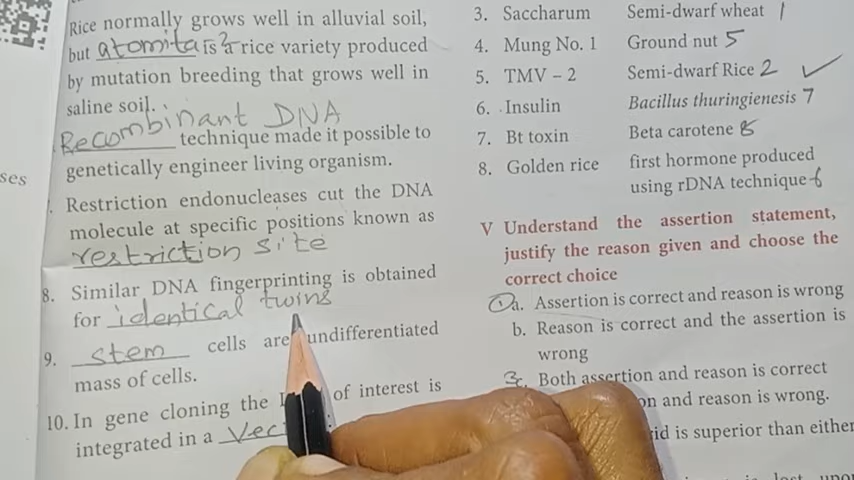 Rice normally grows well in alluvial soil,
but atomita 2 is a rice variety produced
by mutation breeding that grows well in
saline soil.
Recombinant DNA
technique made it possible to
genetically engineer living organism.
Restriction endonucleases cut the DNA
molecule at specific positions known as
restriction site
8. Similar DNA fingerprinting is obtained
for identical twins
9. stem cells are undifferentiated
mass of cells.
10. In gene cloning the of interest is
integrated in a
ses
3. Saccharum Semi-dwarf wheat 1
4. Mung No. 1 Ground nut 5
5. TMV – 2 Semi-dwarf Rice 2
6. Insulin Bacillus thuringienesis 7
7. Bt toxin Beta carotene 8
8. Golden rice first hormone produced
using rDNA technique 6
V Understand the assertion statement,
justify the reason given and choose the
correct choice
1 a. Assertion is correct and reason is wrong
b. Reason is correct and the assertion is
wrong
3 c. Both assertion and reason is correct
on and reason is wrong.
id is superior than either
is lost upon